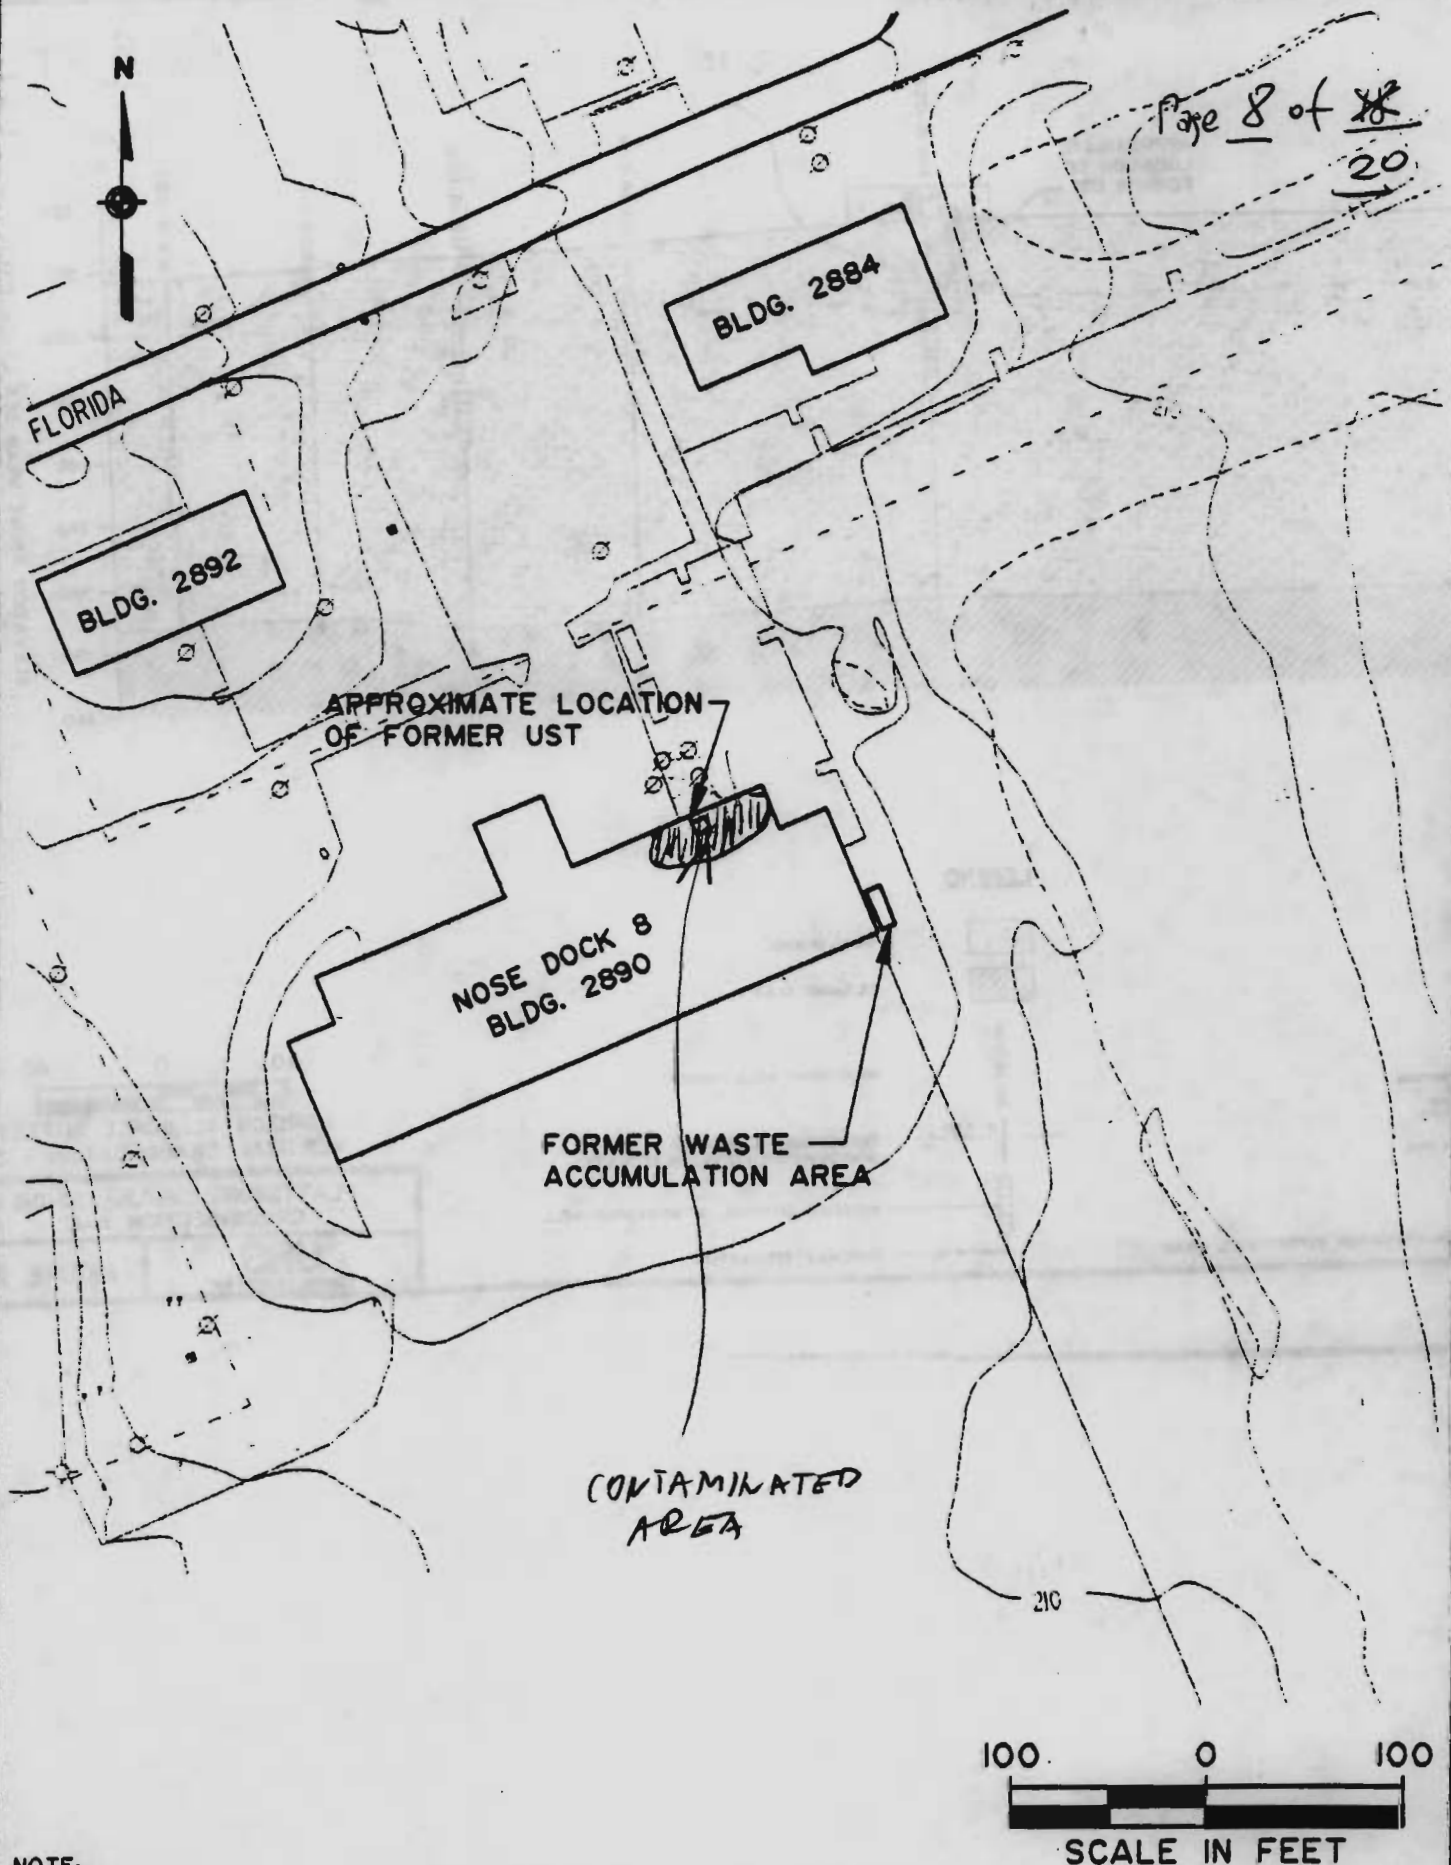 N
Page 8 of 18
20
BLDG. 2884
FLORIDA
BLDG. 2892
APPROXIMATE LOCATION
OF FORMER UST
NOSE DOCK 8
BLDG. 2890
FORMER WASTE
ACCUMULATION AREA
CONTAMINATED
AREA
210
100 0 100
SCALE IN FEET
NOTE: